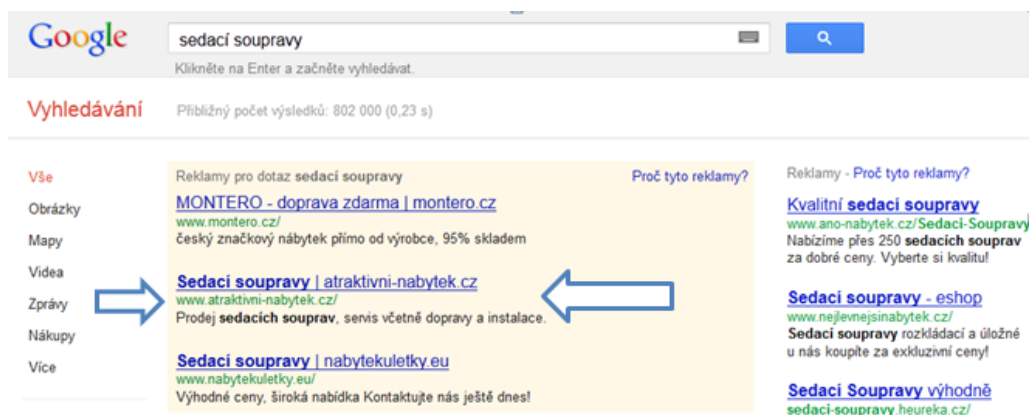 Google
sedací soupravy
Klikněte na Enter a začněte vyhledávat.
Vyhledávání
Přibližný počet výsledků: 802 000 (0,23 s)
Vše
Obrázky
Mapy
Videa
Zprávy
Nákupy
Více
Reklamy pro dotaz sedací soupravy
Proč tyto reklamy?
MONTERO - doprava zdarma | montero.cz
www.montero.cz/
český značkový nábytek přímo od výrobce, 95% skladem
Sedací soupravy | atraktivni-nabytek.cz
www.atraktivni-nabytek.cz/
Prodej sedacích souprav, servis včetně dopravy a instalace.
Sedací soupravy | nabytekuletky.eu
www.nabytekuletky.eu/
Výhodné ceny, široká nabídka Kontaktujte nás ještě dnes!
Reklamy - Proč tyto reklamy?
Kvalitní sedací soupravy
www.ano-nabytek.cz/Sedaci-Soupravy
Nabízíme přes 250 sedacích souprav
za dobré ceny. Vyberte si kvalitu!
Sedací soupravy - eshop
www.nejlevnejsinabytek.cz/
Sedací soupravy rozkládací a úložné
u nás koupíte za exkluzivní ceny!
Sedací Soupravy výhodně
sedaci-soupravy.heureka.cz/